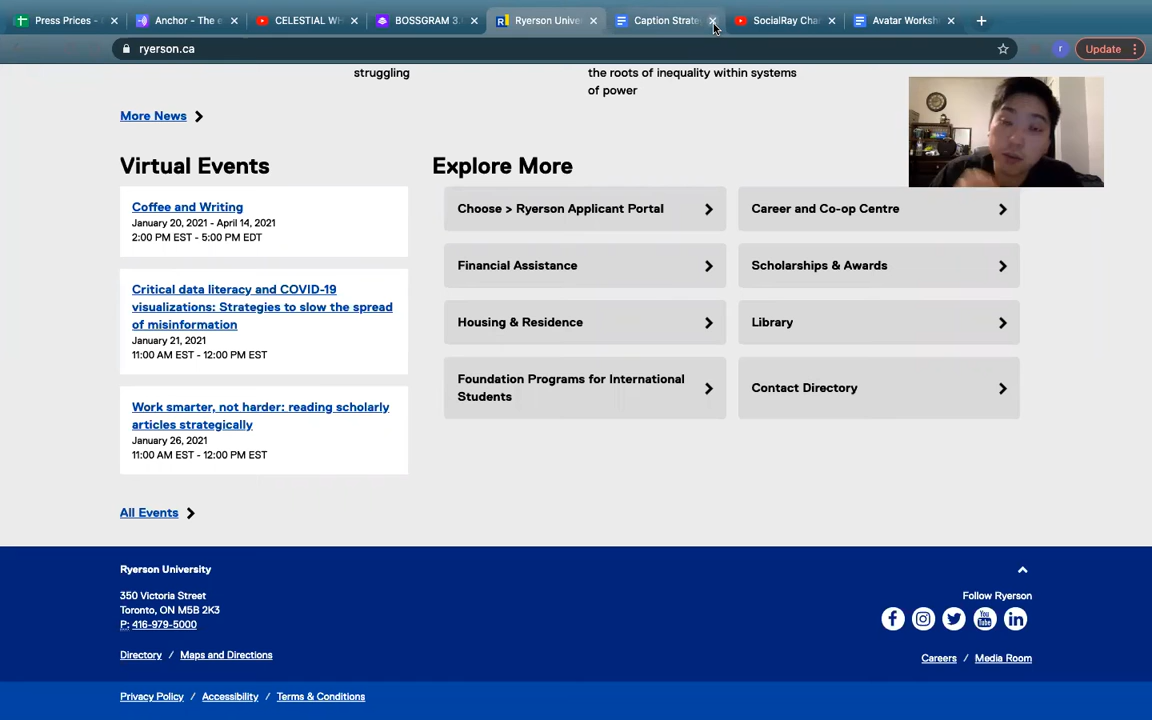 Press Prices -
Anchor - The e
CELESTIAL WH
BOSSGRAM 3.
Ryerson Unive
Caption Strate
SocialRay Cha
Avatar Worksh
ryerson.ca
Update
struggling
the roots of inequality within systems
of power
More News
Virtual Events
Coffee and Writing
January 20, 2021 - April 14, 2021
2:00 PM EST - 5:00 PM EDT
Critical data literacy and COVID-19
visualizations: Strategies to slow the spread
of misinformation
January 21, 2021
11:00 AM EST - 12:00 PM EST
Work smarter, not harder: reading scholarly
articles strategically
January 26, 2021
11:00 AM EST - 12:00 PM EST
All Events
Explore More
Choose > Ryerson Applicant Portal
Career and Co-op Centre
Financial Assistance
Scholarships & Awards
Housing & Residence
Library
Foundation Programs for International
Students
Contact Directory
Ryerson University
350 Victoria Street
Toronto, ON M5B 2K3
P: 416-979-5000
Directory / Maps and Directions
Follow Ryerson
Careers / Media Room
Privacy Policy / Accessibility / Terms & Conditions